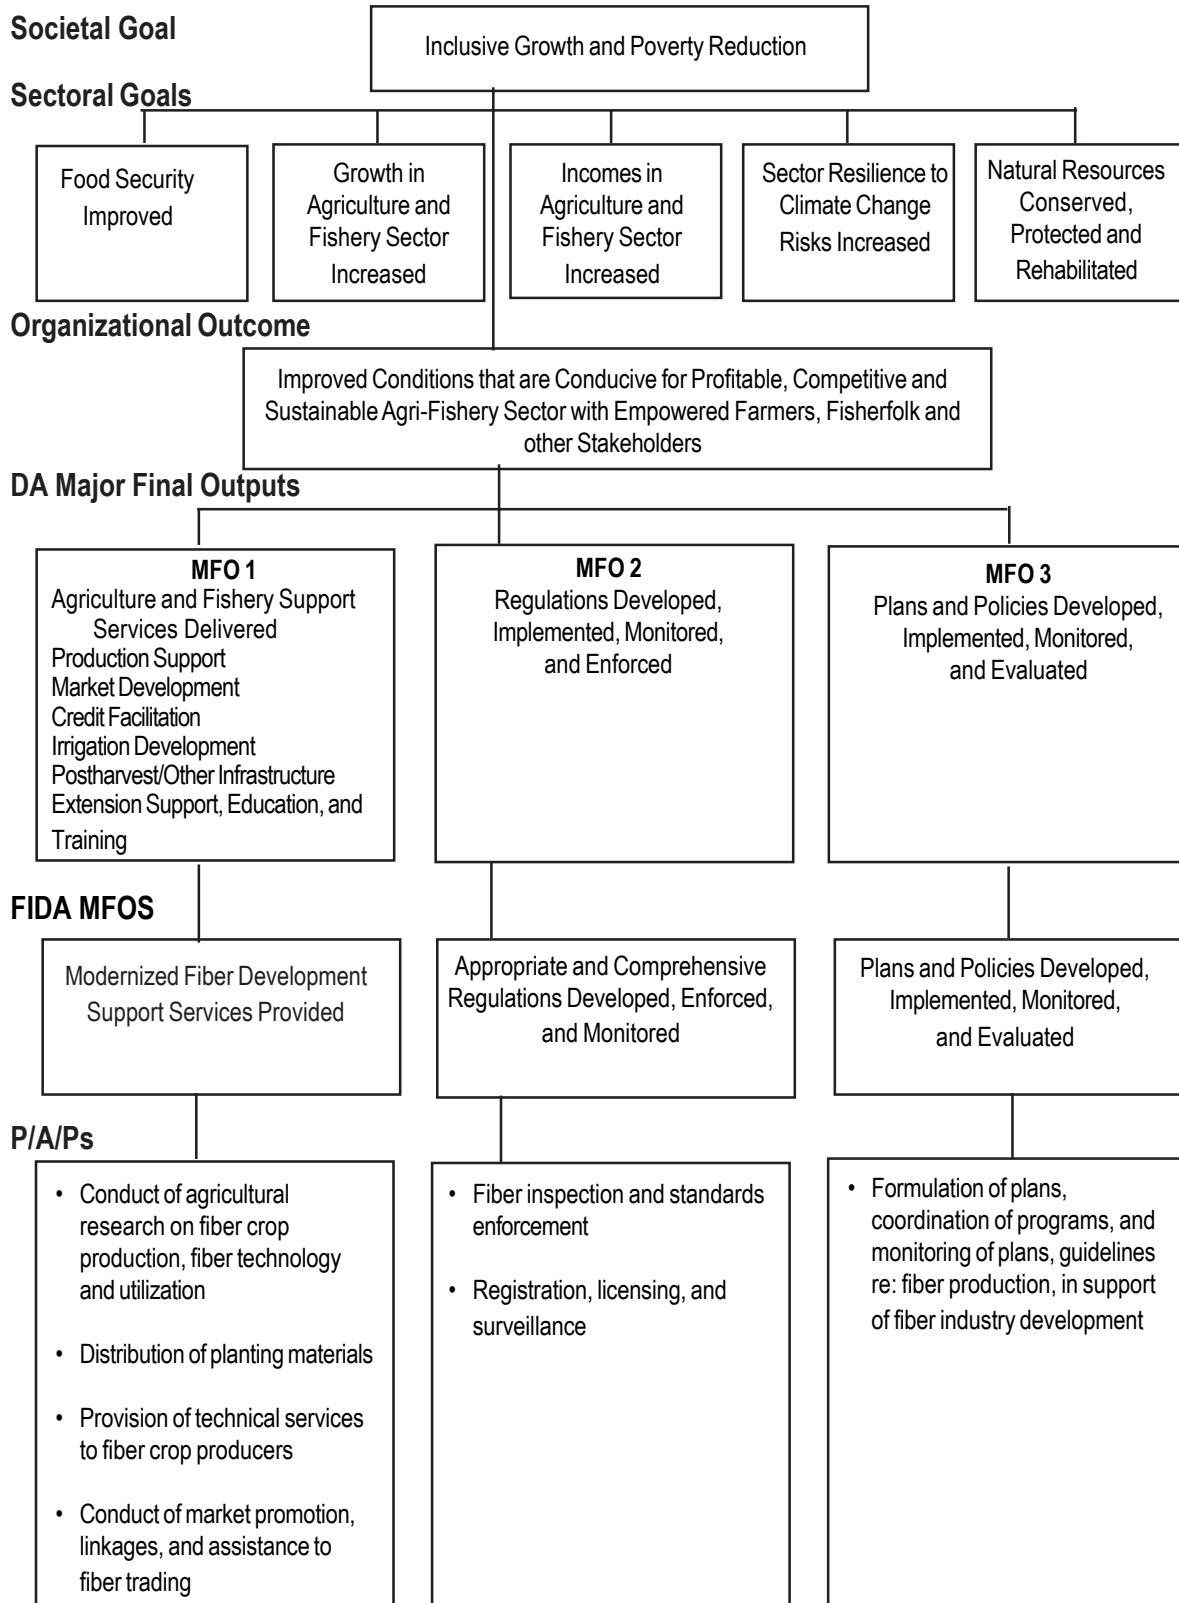 Societal Goal
Inclusive Growth and Poverty Reduction
Sectoral Goals
Food Security
Improved
Growth in
Agriculture and
Fishery Sector
Increased
Incomes in
Agriculture and
Fishery Sector
Increased
Sector Resilience to
Climate Change
Risks Increased
Natural Resources
Conserved,
Protected and
Rehabilitated
Organizational Outcome
Improved Conditions that are Conducive for Profitable, Competitive and
Sustainable Agri-Fishery Sector with Empowered Farmers, Fisherfolk and
other Stakeholders
DA Major Final Outputs
MFO 1
Agriculture and Fishery Support
Services Delivered
Production Support
Market Development
Credit Facilitation
Irrigation Development
Postharvest/Other Infrastructure
Extension Support, Education, and
Training
MFO 2
Regulations Developed,
Implemented, Monitored,
and Enforced
MFO 3
Plans and Policies Developed,
Implemented, Monitored,
and Evaluated
FIDA MFOS
Modernized Fiber Development
Support Services Provided
Appropriate and Comprehensive
Regulations Developed, Enforced,
and Monitored
Plans and Policies Developed,
Implemented, Monitored,
and Evaluated
P/A/Ps
• Conduct of agricultural
research on fiber crop
production, fiber technology
and utilization
• Distribution of planting materials
• Provision of technical services
to fiber crop producers
• Conduct of market promotion,
linkages, and assistance to
fiber trading
• Fiber inspection and standards
enforcement
• Registration, licensing, and
surveillance
• Formulation of plans,
coordination of programs, and
monitoring of plans, guidelines
re: fiber production, in support
of fiber industry development